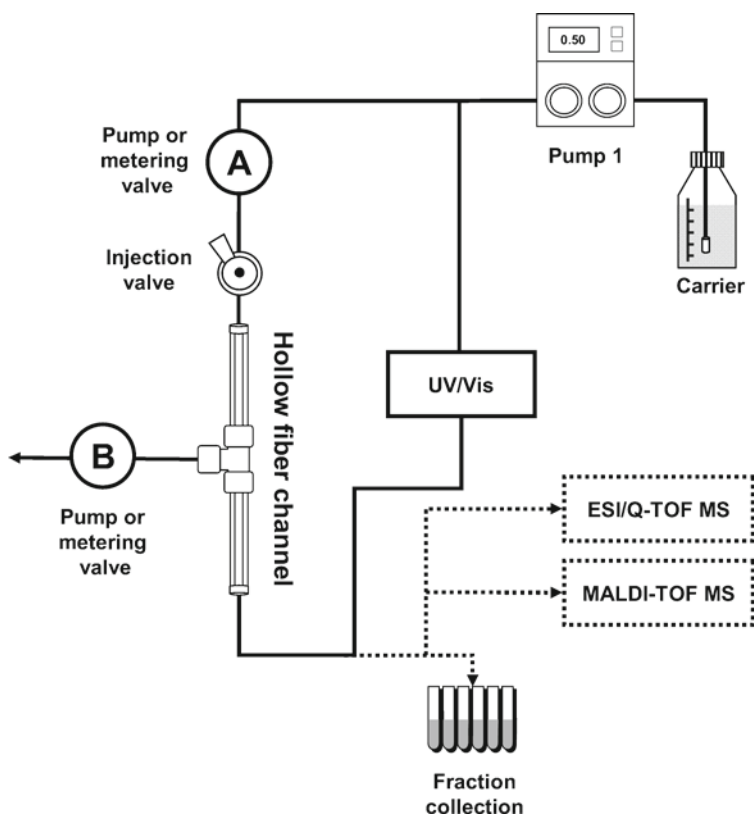 0.50
Pump 1
Carrier
Pump or
metering
valve
A
Injection
valve
Hollow fiber channel
UV/Vis
B
Pump or
metering
valve
ESI/Q-TOF MS
MALDI-TOF MS
Fraction
collection